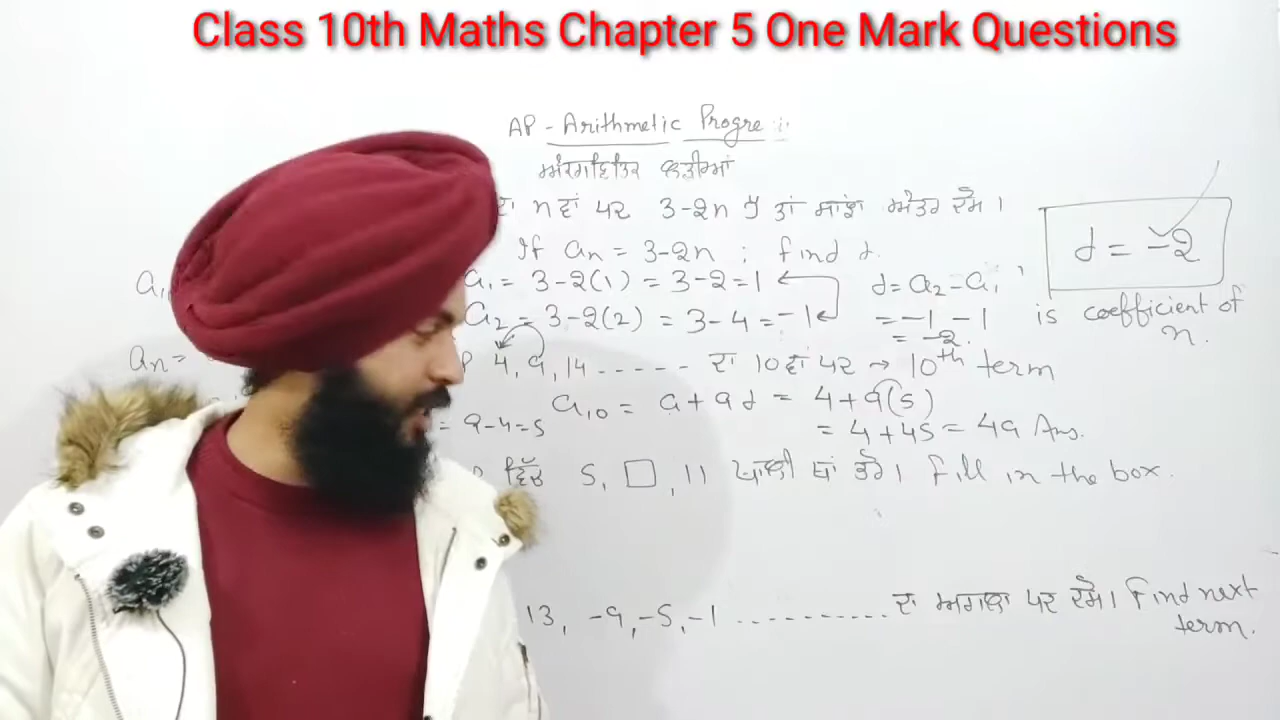 Class 10th Maths Chapter 5 One Mark Questions
AP - Arithmetic Progre
ਅੰਕਗਣਿਤਿਕ ਲੜੀਆਂ
ਦਾ nਵਾਂ ਪਦ 3-2n ਹੈ ਤਾਂ ਸਾਂਝਾ ਅੰਤਰ ਦੱਸੋ।
If an = 3-2n ; find d.
a1 = 3-2(1) = 3-2=1
d = a2 - a1
d = -2
a2 = 3-2(2) = 3-4 = -1
= -1 - 1
= -2.
is coefficient of
n.
an =
4, 9, 14 ----- ਦਾ 10ਵਾਂ ਪਦ → 10th term
a10 = a + 9d = 4+9(5)
= 9-4=5
= 4+45 = 49 Ans.
ਵਿੱਚ 5, □, 11 ਖਾਲੀ ਥਾਂ ਭਰੋ। Fill in the box.
13, -9, -5, -1 ---------- ਦਾ ਅਗਲਾ ਪਦ ਦੱਸੋ। Find next
term.